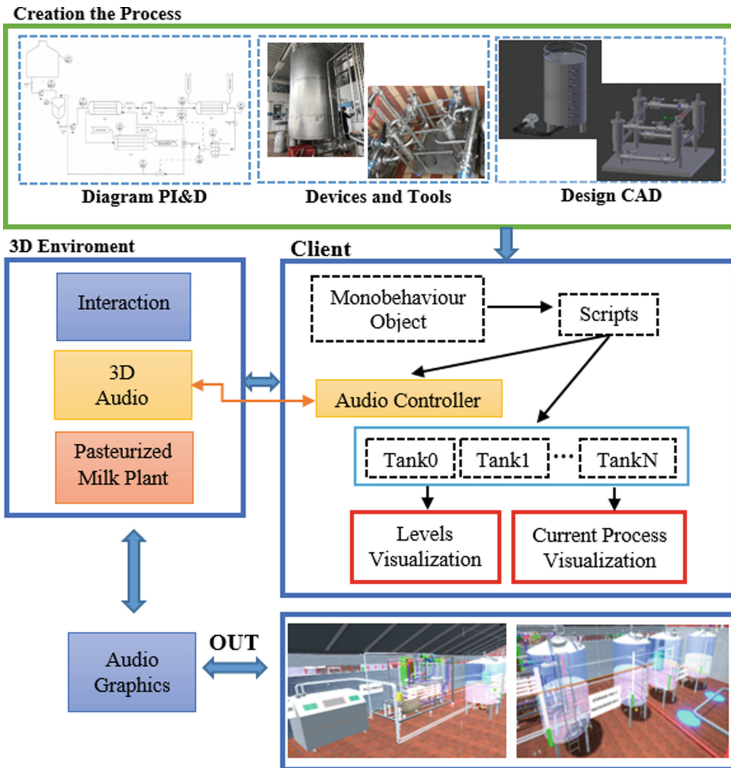 Creation the Process
Diagram PI&D
Devices and Tools
Design CAD
3D Enviroment
Client
Interaction
3D
Audio
Pasteurized
Milk Plant
Monobehaviour
Object
Scripts
Audio Controller
Tank0
Tank1
...
TankN
Levels
Visualization
Current Process
Visualization
Audio
Graphics
OUT